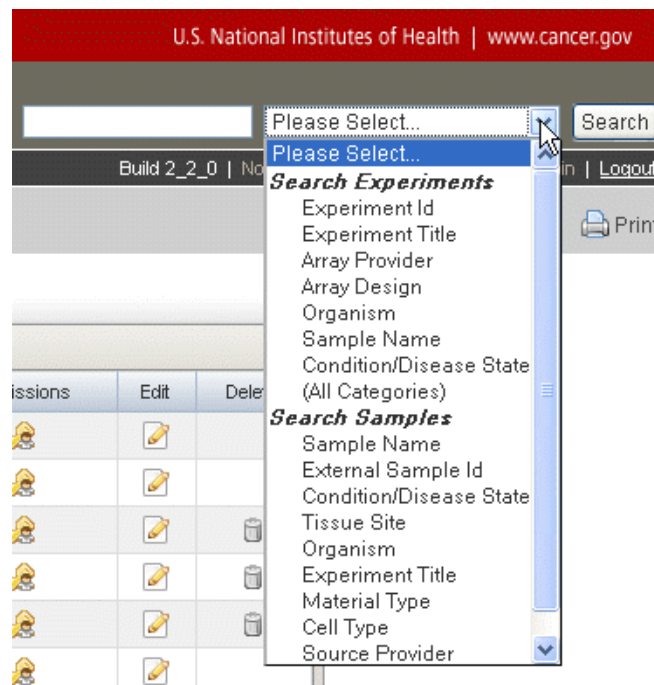 U.S. National Institutes of Health | www.cancer.gov
Please Select... Search
Please Select...
Build 2_2_0 | No in | Logout
Search Experiments
Experiment Id
Experiment Title Print
Array Provider
Array Design
Organism
Sample Name
Condition/Disease State
issions Edit Dele (All Categories)
Search Samples
Sample Name
External Sample Id
Condition/Disease State
Tissue Site
Organism
Experiment Title
Material Type
Cell Type
Source Provider